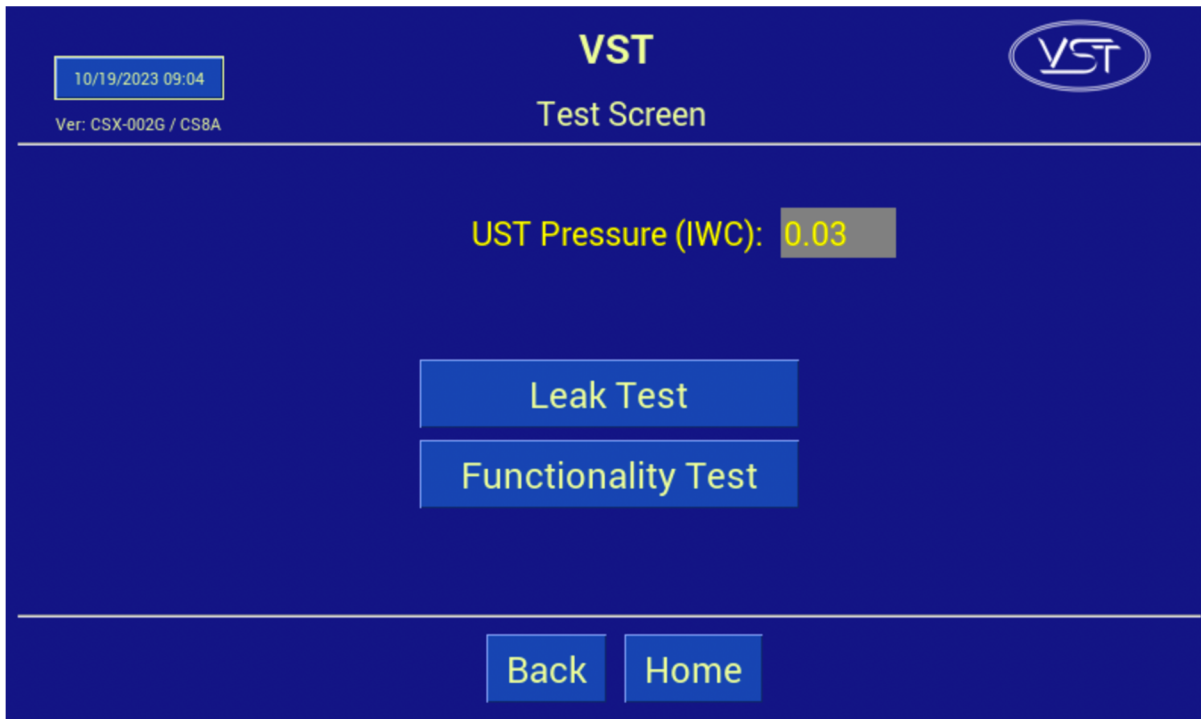 VST
VST
10/19/2023 09:04
Test Screen
Ver: CSX-002G / CS8A
UST Pressure (IWC): 0.03
Leak Test
Functionality Test
Back Home